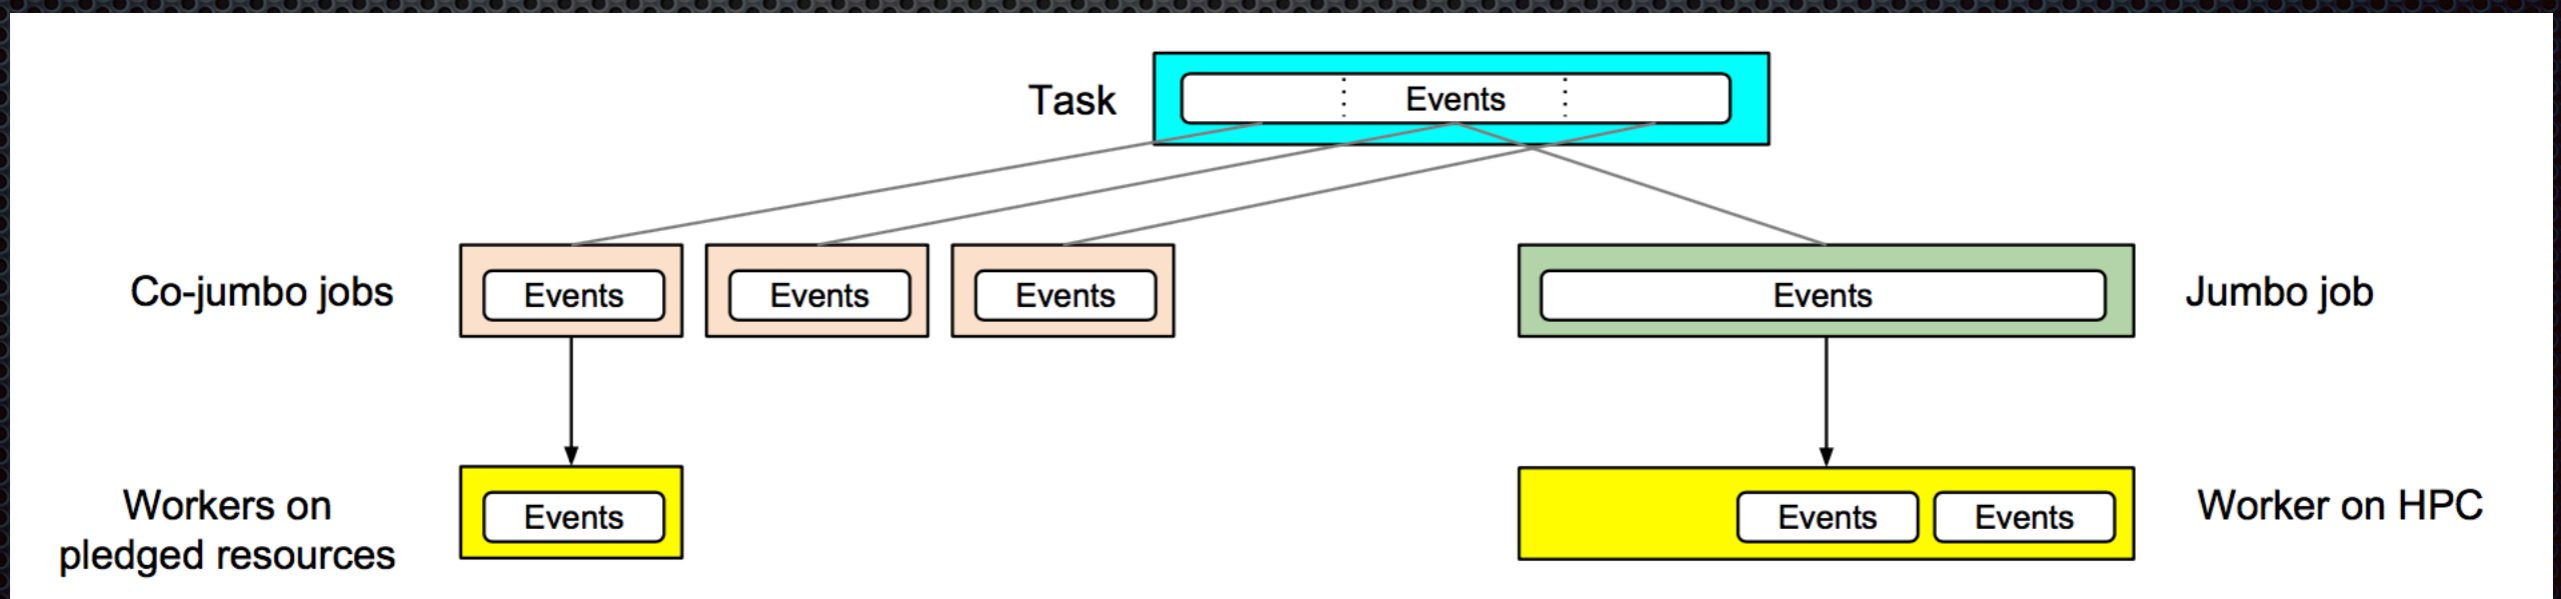 Task
Events
Co-jumbo jobs
Events
Events
Events
Events
Jumbo job
Workers on
pledged resources
Events
Events
Events
Worker on HPC